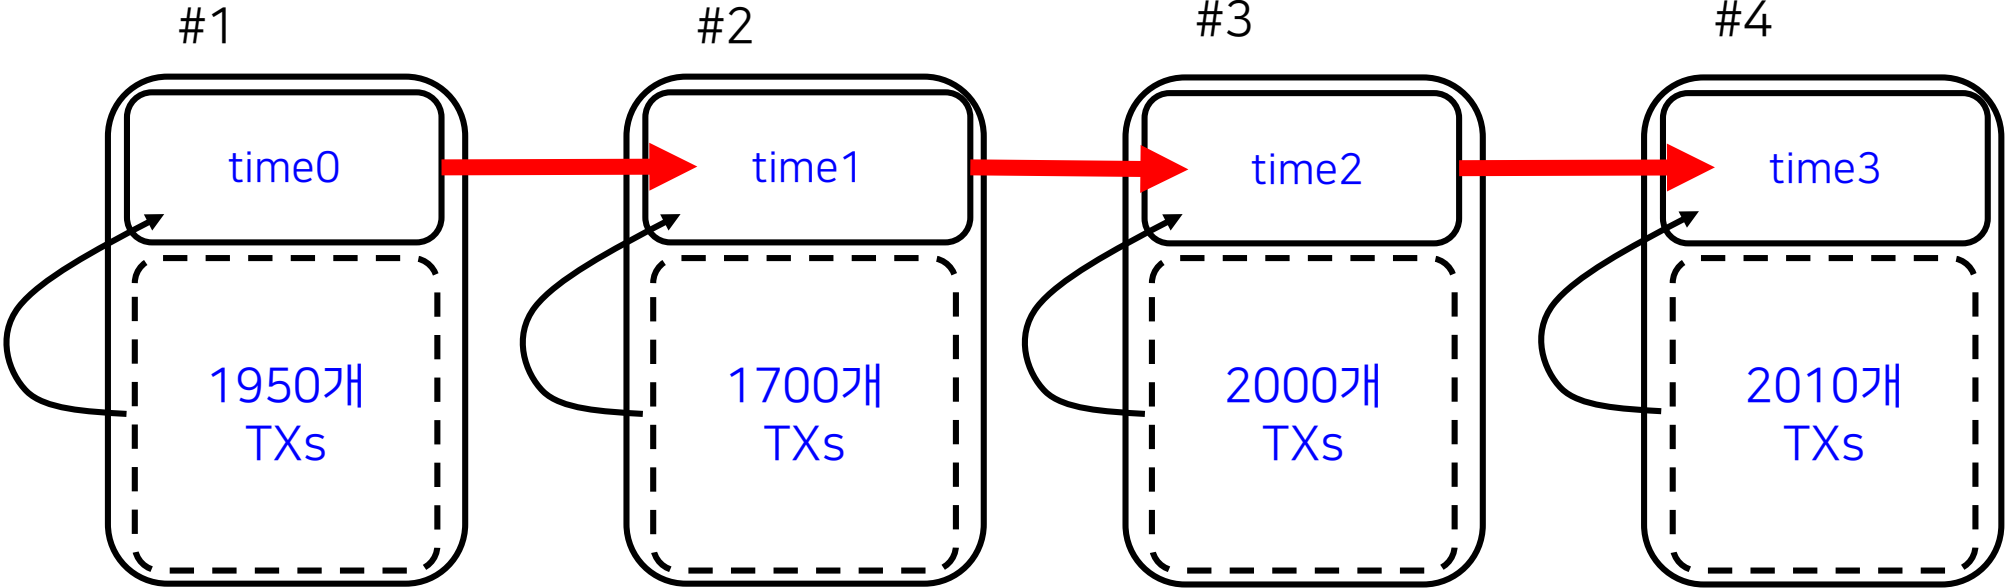 #1
#2
#3
#4
time0
time1
time2
time3
1950개
TXs
1700개
TXs
2000개
TXs
2010개
TXs